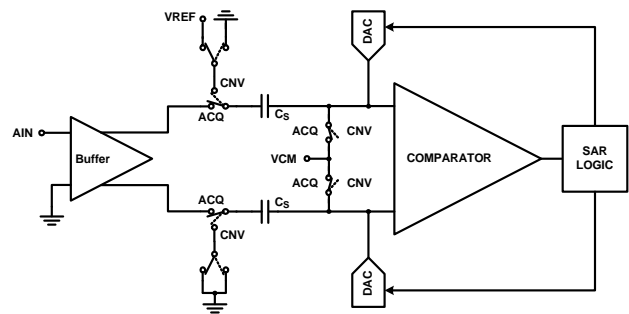 VREF
DAC
CNV
ACQ
CS
AIN
Buffer
ACQ
CNV
VCM
COMPARATOR
SAR
LOGIC
ACQ
CNV
ACQ
CS
CNV
DAC